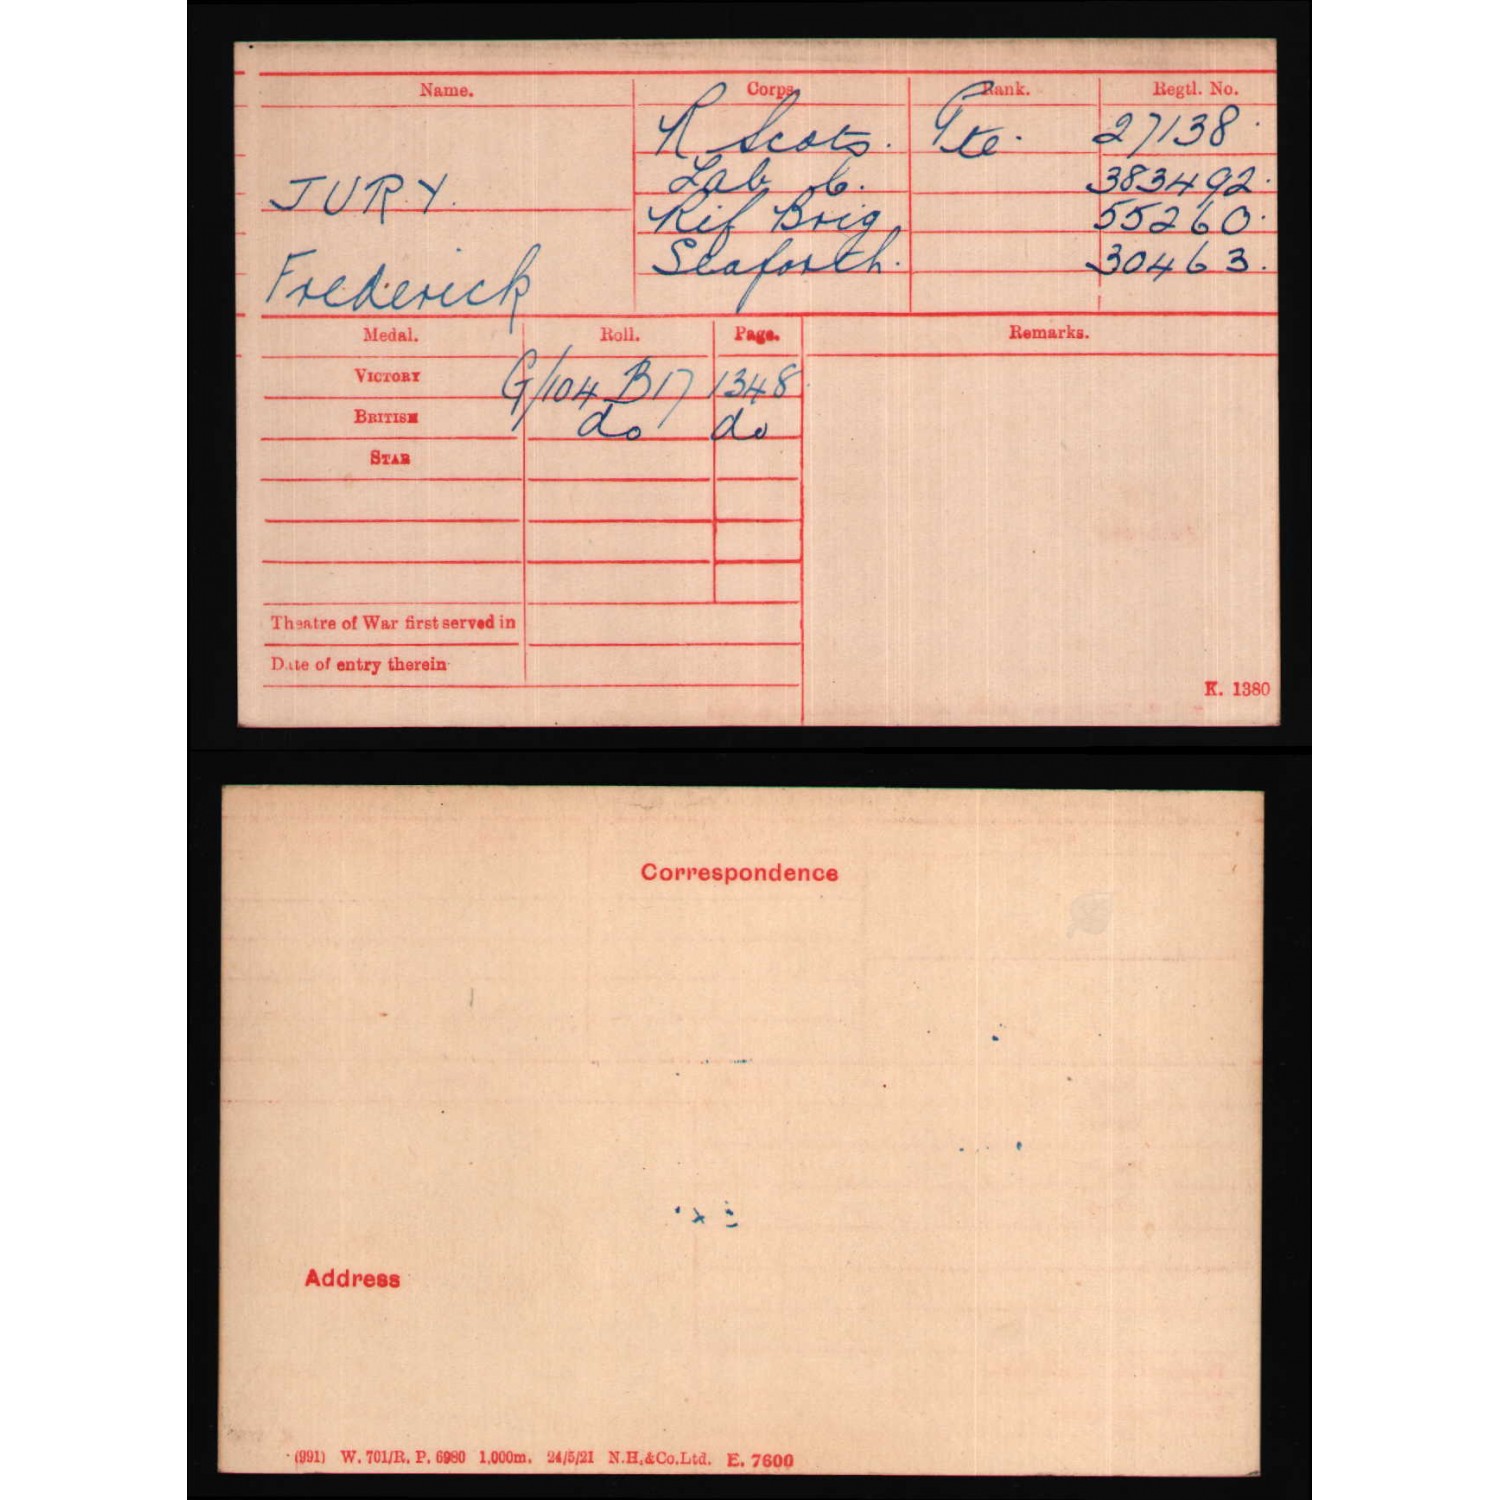 Name. Corps. Rank. Regtl. No.
R Scots. Pte. 27138.
Lab C. 383492.
JURY.
Rif Brig 55260.
Seaforth. 30463.
Frederick
Medal. Roll. Page. Remarks.
VICTORY G/104 B17 1348
BRITISH do do
STAR
Theatre of War first served in
Date of entry therein
K. 1380
Correspondence
Address
(991) W. 701/R. P. 6980 1,000m. 24/5/21 N.H.&Co.Ltd. E. 7600